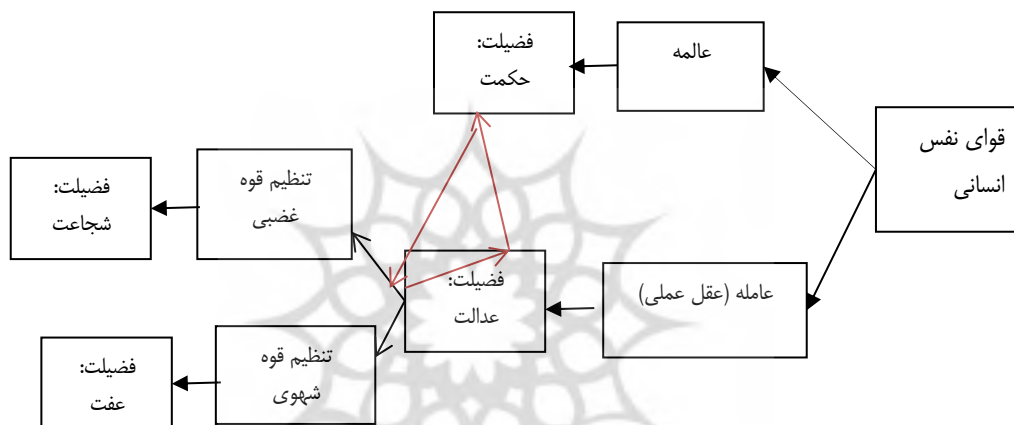 قوای نفس
انسانی
عالمه
فضیلت:
حکمت
عامله (عقل عملی)
فضیلت:
عدالت
تنظیم قوه
غضبی
فضیلت:
شجاعت
تنظیم قوه
شهوی
فضیلت:
عفت